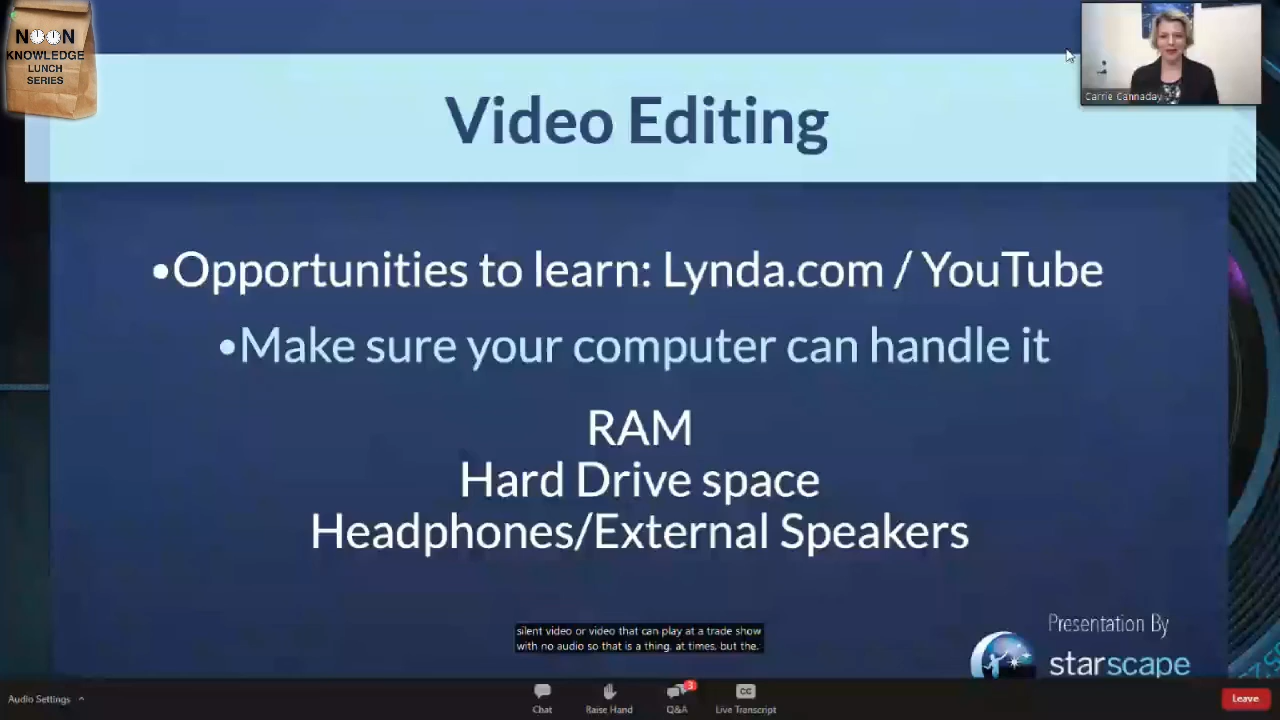 NOON
KNOWLEDGE
LUNCH
SERIES
Carrie Cannaday
Video Editing
•Opportunities to learn: Lynda.com / YouTube
•Make sure your computer can handle it
RAM
Hard Drive space
Headphones/External Speakers
silent video or video that can play at a trade show
with no audio so that is a thing. at times. but the.
Presentation By
starscape
Audio Settings
Chat
Raise Hand
3
Q&A
CC
Live Transcript
Leave